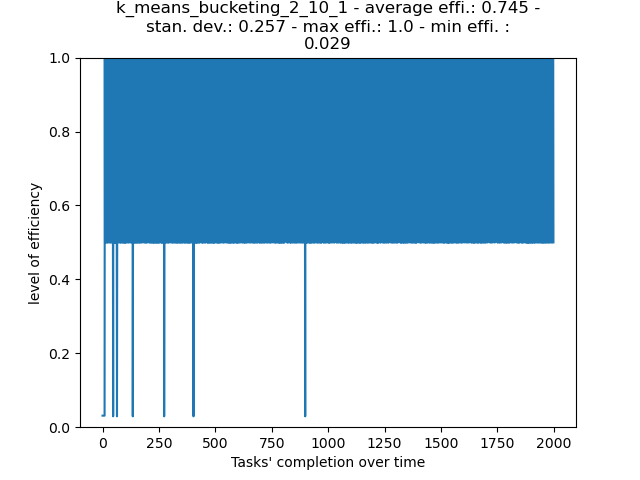 k_means_bucketing_2_10_1 - average effi.: 0.745 -
stan. dev.: 0.257 - max effi.: 1.0 - min effi. :
0.029
1.0
0.8
0.6
0.4
0.2
0.0
level of efficiency
0 250 500 750 1000 1250 1500 1750 2000
Tasks' completion over time